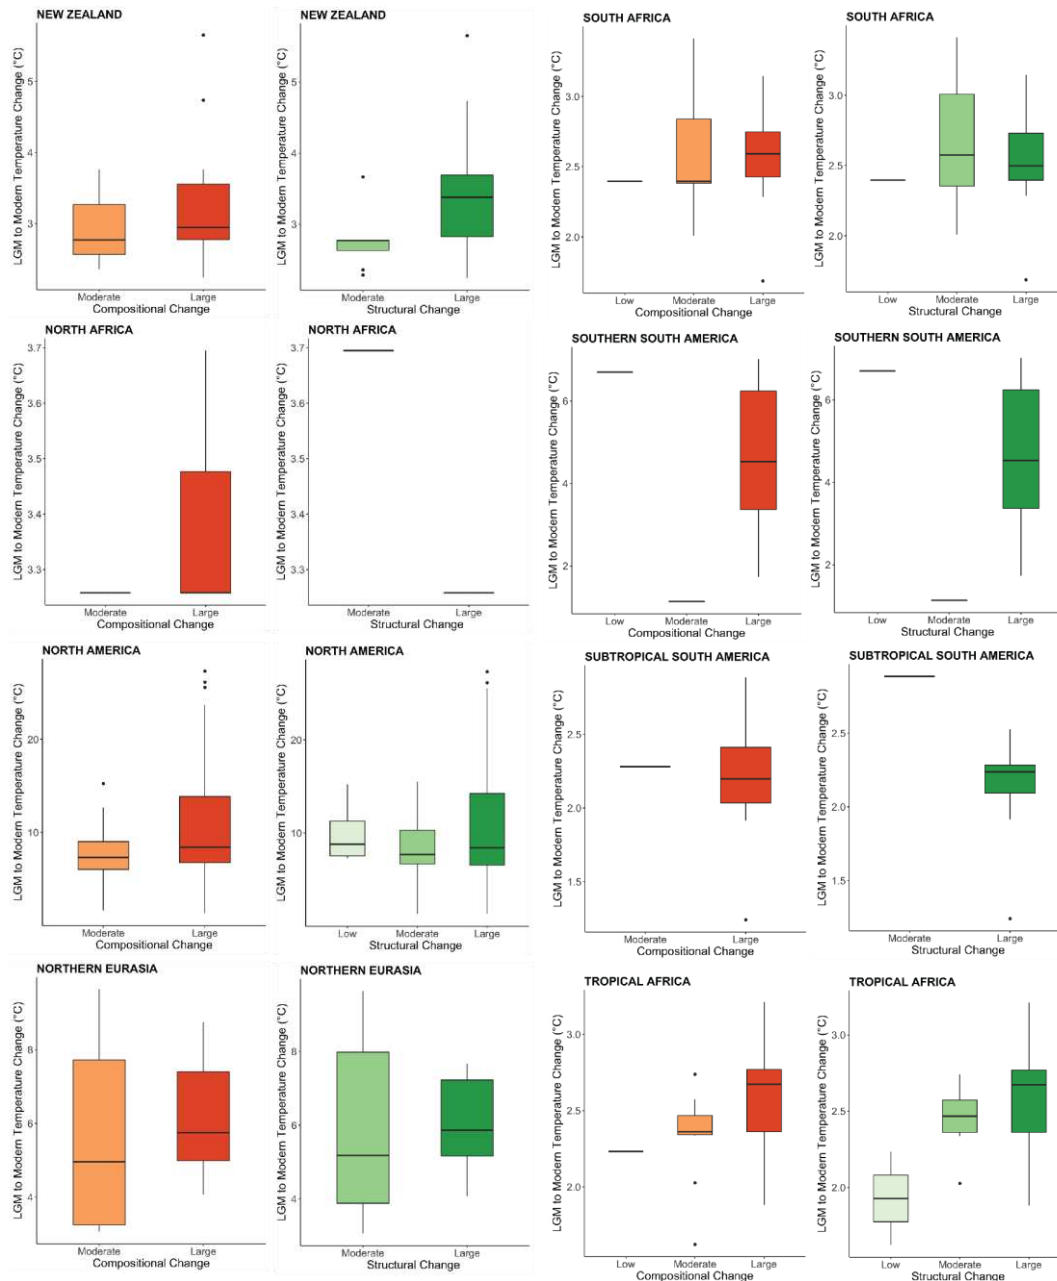 NEW ZEALAND
LGM to Modern Temperature Change (°C)
5
4
3
Moderate Large
Compositional Change
NEW ZEALAND
LGM to Modern Temperature Change (°C)
5
4
3
Moderate Large
Structural Change
SOUTH AFRICA
LGM to Modern Temperature Change (°C)
3.0
2.5
2.0
Low Moderate Large
Compositional Change
SOUTH AFRICA
LGM to Modern Temperature Change (°C)
3.0
2.5
2.0
Low Moderate Large
Structural Change
NORTH AFRICA
LGM to Modern Temperature Change (°C)
3.7
3.6
3.5
3.4
3.3
Moderate Large
Compositional Change
NORTH AFRICA
LGM to Modern Temperature Change (°C)
3.7
3.6
3.5
3.4
3.3
Moderate Large
Structural Change
SOUTHERN SOUTH AMERICA
LGM to Modern Temperature Change (°C)
6
4
2
Low Moderate Large
Compositional Change
SOUTHERN SOUTH AMERICA
LGM to Modern Temperature Change (°C)
6
4
2
Low Moderate Large
Structural Change
NORTH AMERICA
LGM to Modern Temperature Change (°C)
20
10
Moderate Large
Compositional Change
NORTH AMERICA
LGM to Modern Temperature Change (°C)
20
10
Low Moderate Large
Structural Change
SUBTROPICAL SOUTH AMERICA
LGM to Modern Temperature Change (°C)
2.5
2.0
1.5
Moderate Large
Compositional Change
SUBTROPICAL SOUTH AMERICA
LGM to Modern Temperature Change (°C)
2.5
2.0
1.5
Moderate Large
Structural Change
NORTHERN EURASIA
LGM to Modern Temperature Change (°C)
8
6
4
Moderate Large
Compositional Change
NORTHERN EURASIA
LGM to Modern Temperature Change (°C)
8
6
4
Moderate Large
Structural Change
TROPICAL AFRICA
LGM to Modern Temperature Change (°C)
3.0
2.5
2.0
Low Moderate Large
Compositional Change
TROPICAL AFRICA
LGM to Modern Temperature Change (°C)
3.0
2.5
2.0
Low Moderate Large
Structural Change